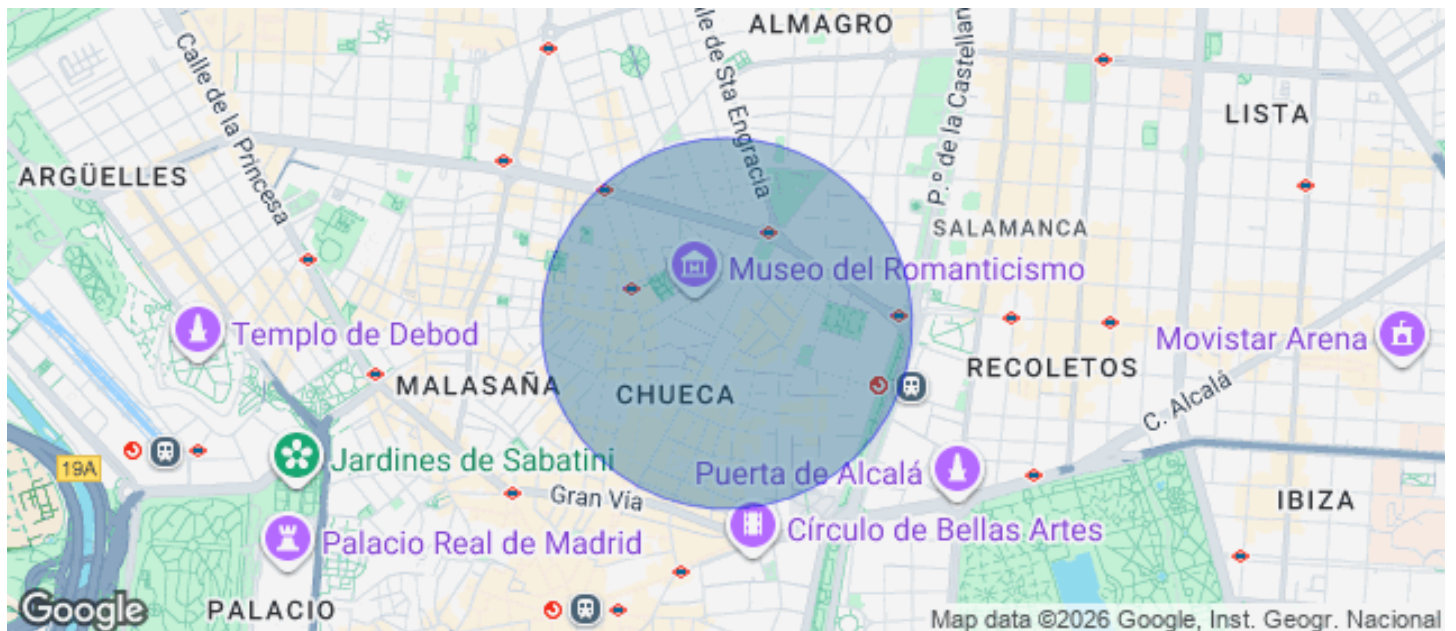 ALMAGRO
Calle de la Princesa
lle de Sta Engracia
P.º de la Castellan
LISTA
ARGÜELLES
SALAMANCA
Museo del Romanticismo
Templo de Debod
Movistar Arena
RECOLETOS
MALASAÑA
CHUECA
C. Alcalá
Jardines de Sabatini
19A
Puerta de Alcalá
Gran Vía
IBIZA
Círculo de Bellas Artes
Palacio Real de Madrid
Google
PALACIO
Map data ©2026 Google, Inst. Geogr. Nacional